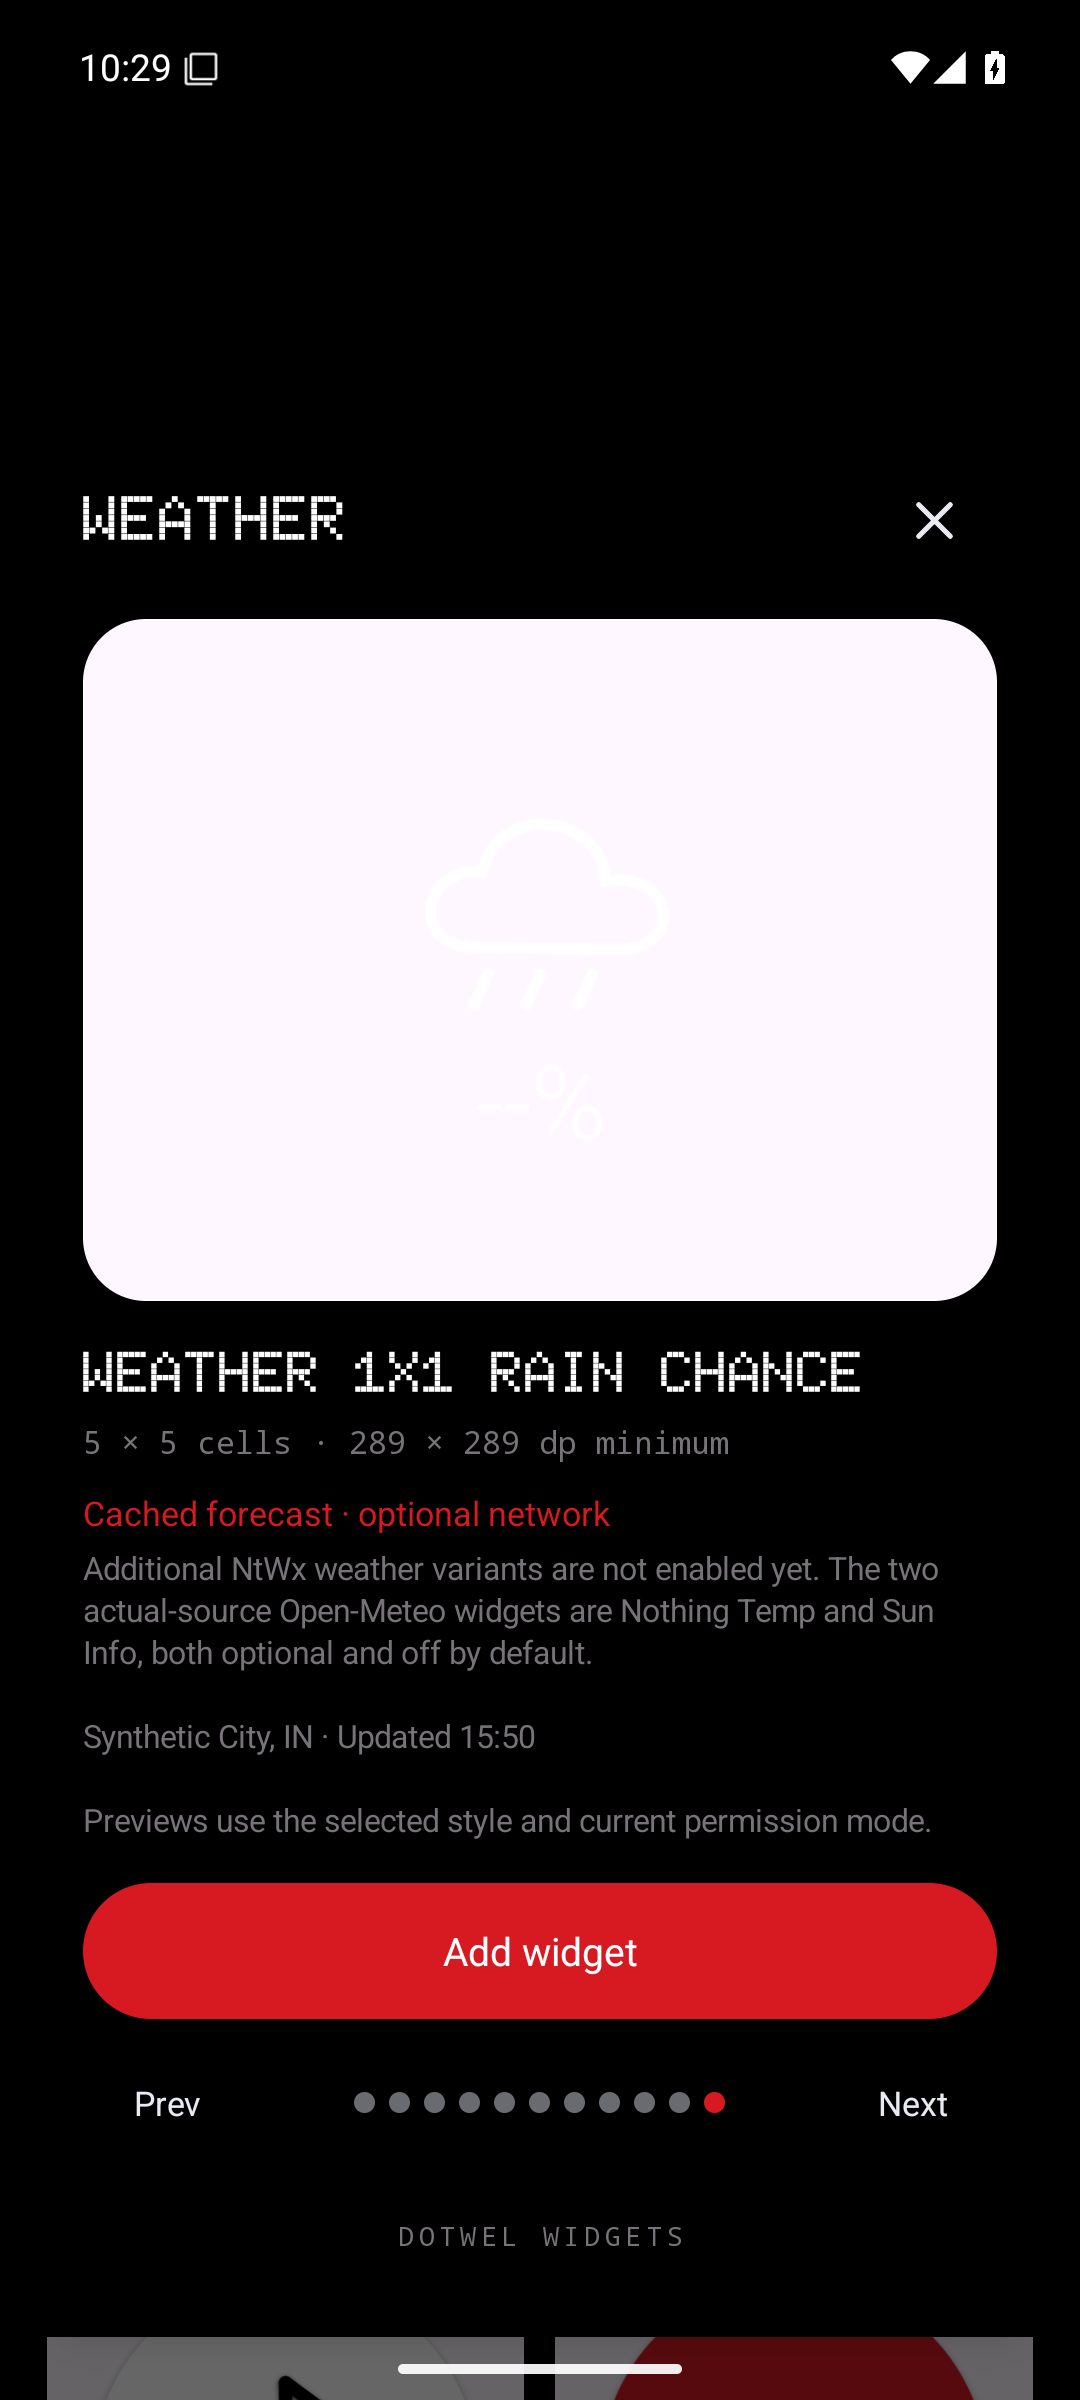 10:29
WEATHER
--%
WEATHER 1X1 RAIN CHANCE
5 × 5 cells · 289 × 289 dp minimum
Cached forecast · optional network
Additional NtWx weather variants are not enabled yet. The two
actual-source Open-Meteo widgets are Nothing Temp and Sun
Info, both optional and off by default.
Synthetic City, IN · Updated 15:50
Previews use the selected style and current permission mode.
Add widget
Prev
Next
DOTWEL WIDGETS